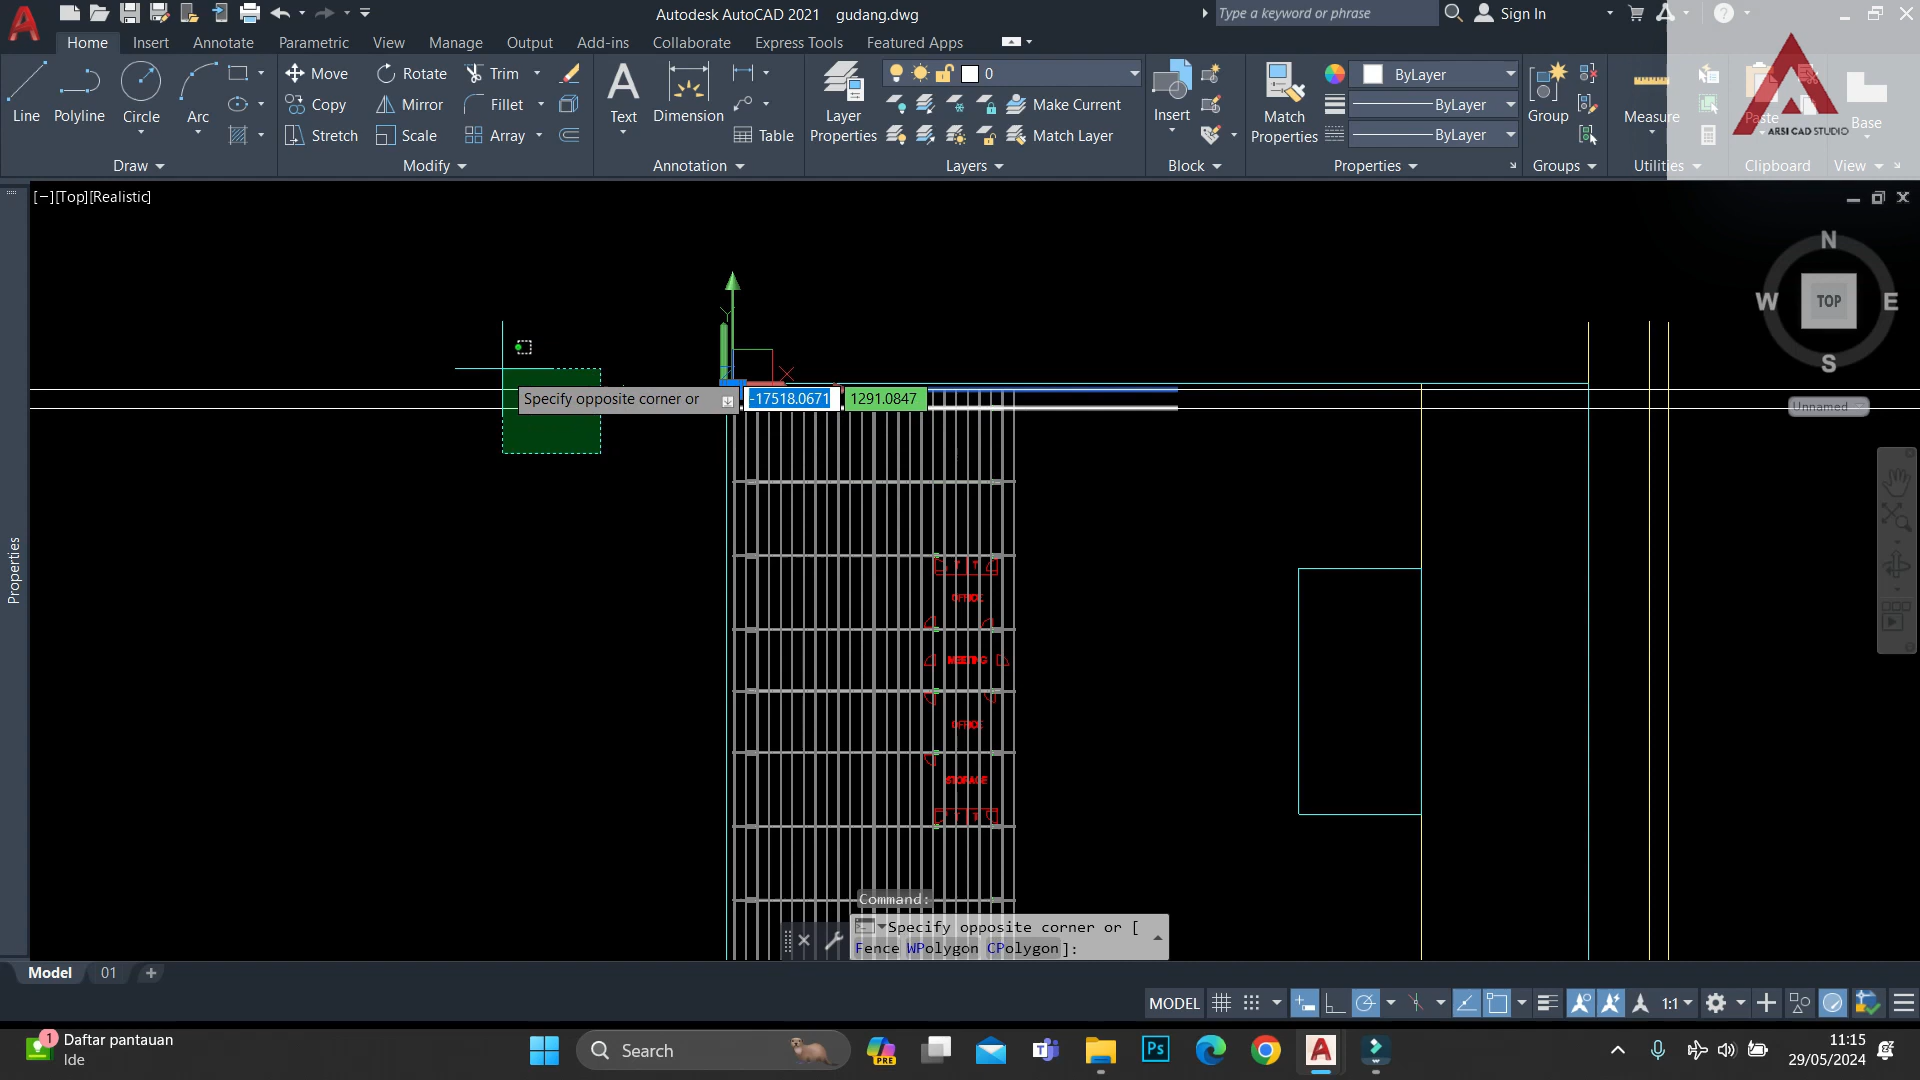 Autodesk AutoCAD 2021 gudang.dwg
Type a keyword or phrase
Sign In
Home Insert Annotate Parametric View Manage Output Add-ins Collaborate Express Tools Featured Apps
Line Polyline Circle Arc
Move Rotate Trim
Copy Mirror Fillet
Stretch Scale Array
Text Dimension Table
Layer Properties
0
Make Current
Match Layer
Insert
Match Properties
ByLayer
ByLayer
ByLayer
Group
Measure
Paste
Base
ARSI CAD STUDIO
Draw Modify Annotation Layers Block Properties Groups Utilities Clipboard View
[−][Top][Realistic]
N
W TOP E
S
Unnamed
Y
X
Specify opposite corner or -17518.0671 1291.0847
Properties
OFFICE
MEETING
OFFICE
STORAGE
Command:
Specify opposite corner or [
Fence WPolygon CPolygon]:
Model 01 +
MODEL 1:1
1 Daftar pantauan
Ide
Search
PRE
Ps
11:15
29/05/2024